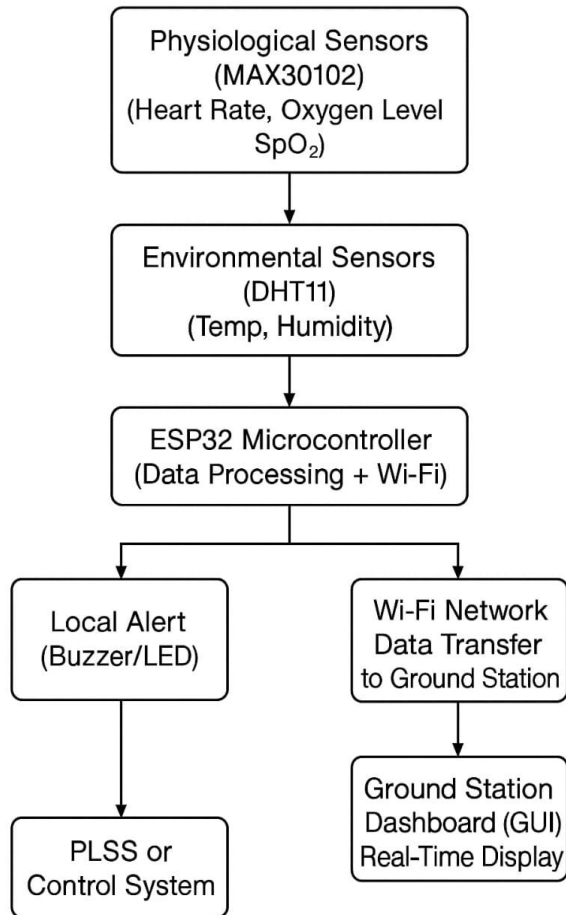 Physiological Sensors
(MAX30102)
(Heart Rate, Oxygen Level
SpO₂)
Environmental Sensors
(DHT11)
(Temp, Humidity)
ESP32 Microcontroller
(Data Processing + Wi-Fi)
Local Alert
(Buzzer/LED)
Wi-Fi Network
Data Transfer
to Ground Station
PLSS or
Control System
Ground Station
Dashboard (GUI)
Real-Time Display